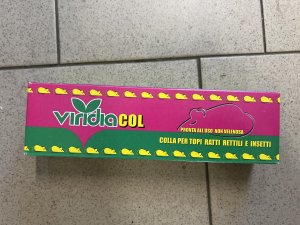 viridiaCOL
PRONTA ALL'USO NON VELENOSA
COLLA PER TOPI RATTI RETTILI E INSETTI